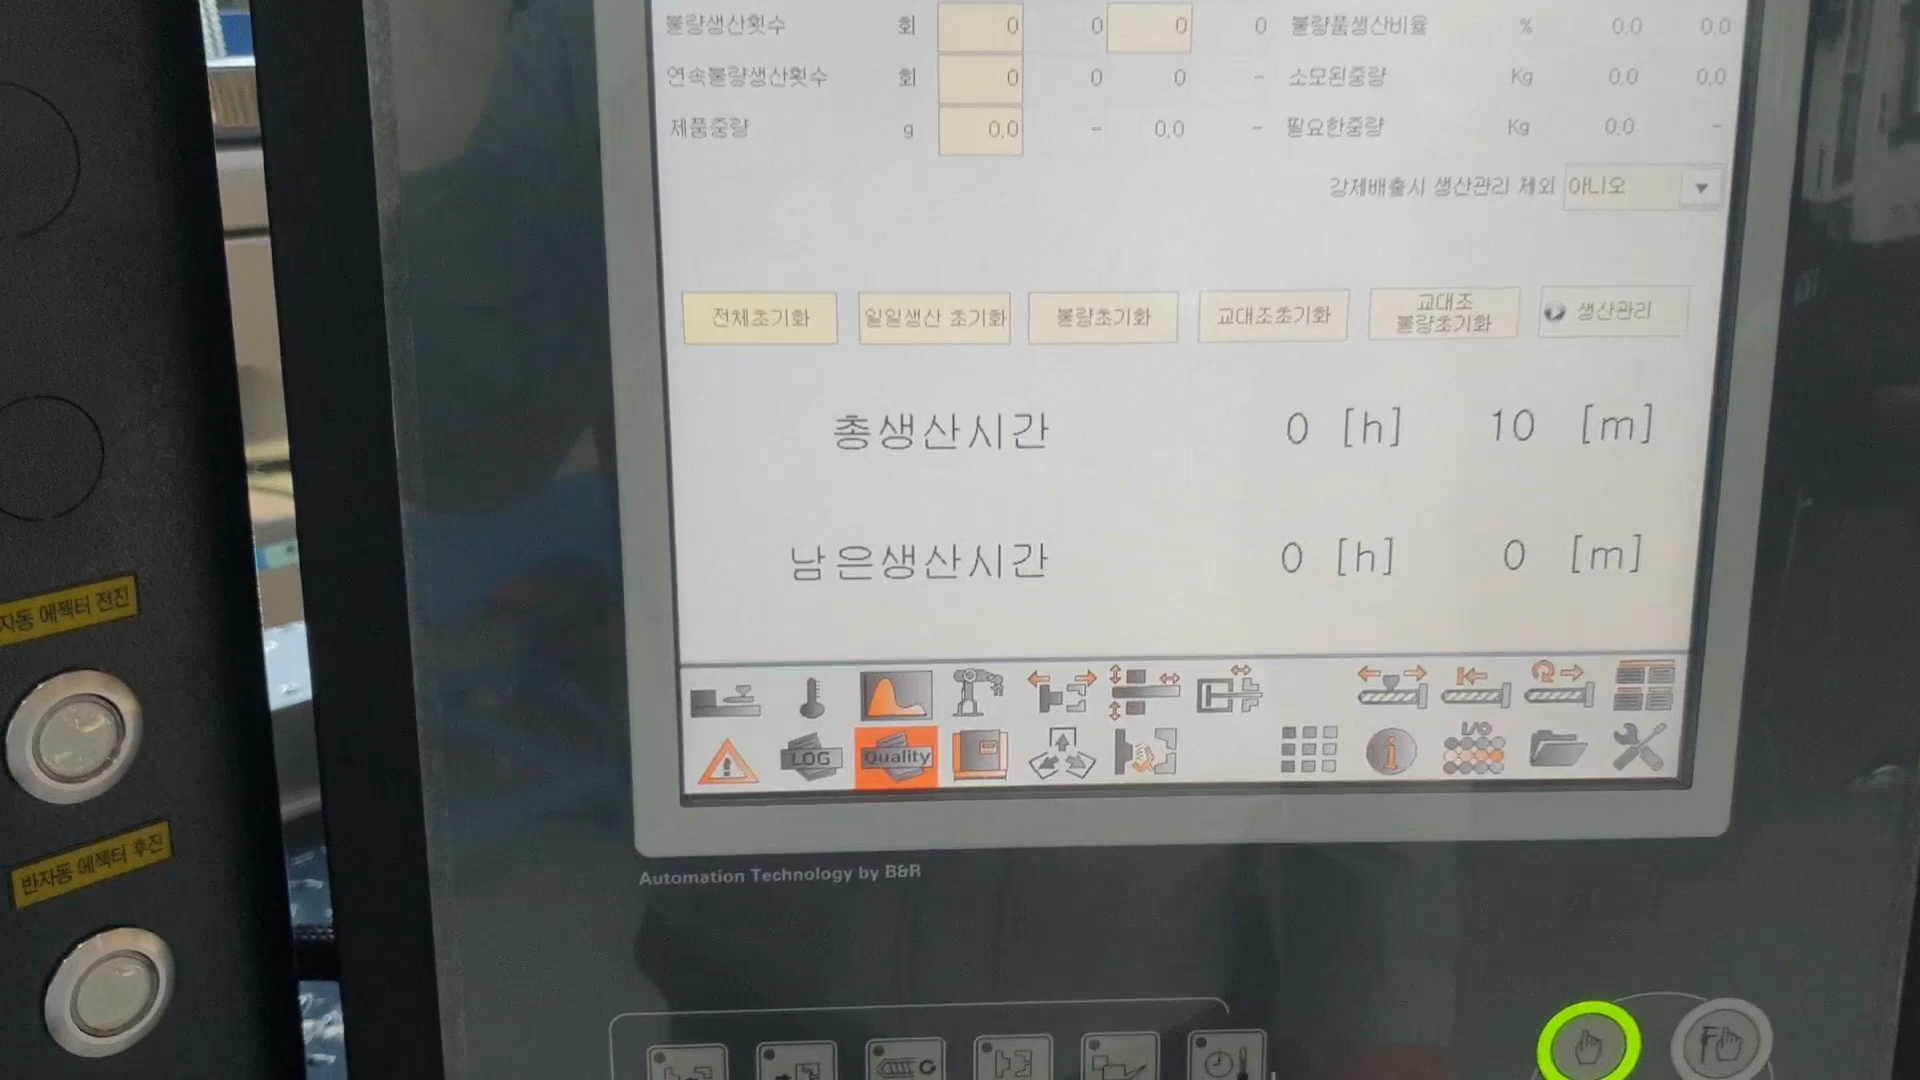 불량생산횟수 회 0 0 0 0 불량품생산비율 % 0.0 0.0
연속불량생산횟수 회 0 0 0 - 소모된중량 Kg 0.0 0.0
제품중량 g 0.0 - 0.0 - 필요한중량 Kg 0.0 -
강제배출시 생산관리 제외 아니오
전체초기화 일일생산 초기화 불량초기화 교대조초기화 교대조 불량초기화 생산관리
총생산시간 0 [h] 10 [m]
남은생산시간 0 [h] 0 [m]
I/O
LOG Quality i
Automation Technology by B&R
자동 에젝터 전진
반자동 에젝터 후진
F